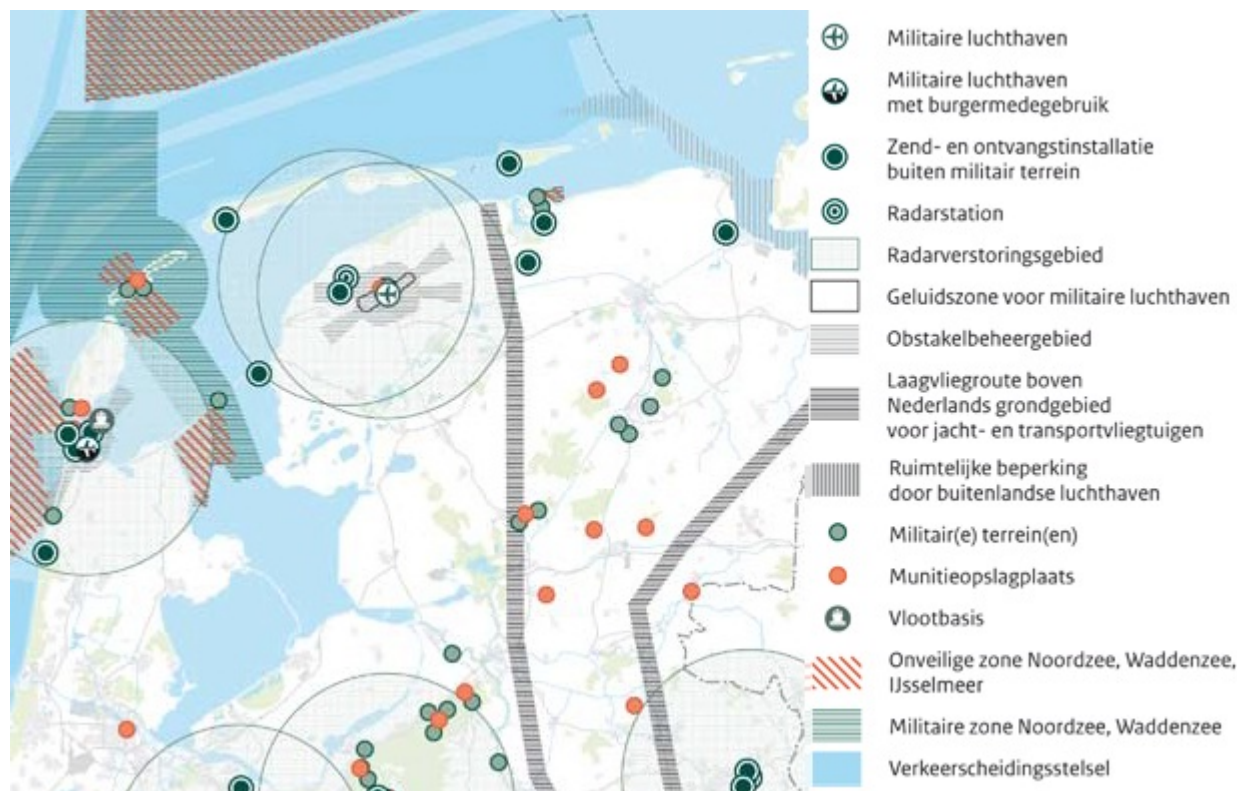 Militaire luchthaven
Militaire luchthaven
met burgermedegebruik
Zend- en ontvangstinstallatie
buiten militair terrein
Radarstation
Radarverstoringsgebied
Geluidszone voor militaire luchthaven
Obstakelbeheergebied
Laagvliegroute boven
Nederlands grondgebied
voor jacht- en transportvliegtuigen
Ruimtelijke beperking
door buitenlandse luchthaven
Militair(e) terrein(en)
Munitieopslagplaats
Vlootbasis
Onveilige zone Noordzee, Waddenzee,
IJsselmeer
Militaire zone Noordzee, Waddenzee
Verkeerscheidingsstelsel